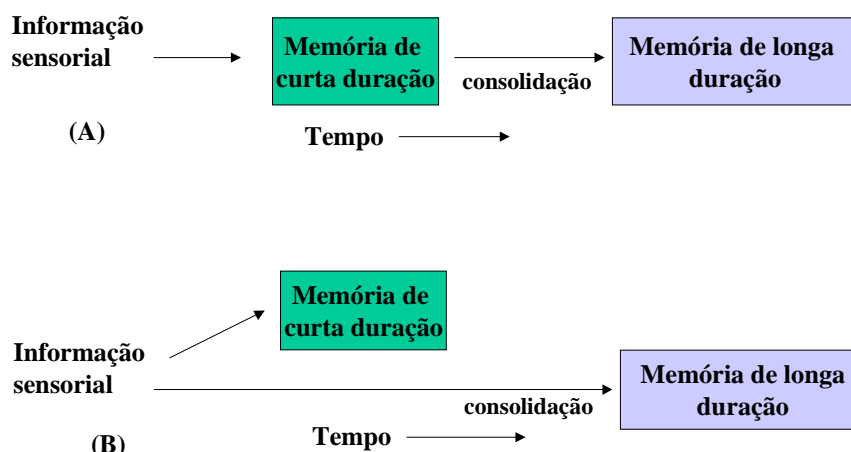 Informação
sensorial
Memória de
curta duração
consolidação
Memória de longa
duração
(A)
Tempo
Memória de
curta duração
Informação
sensorial
consolidação
Memória de longa
duração
Tempo
(B)